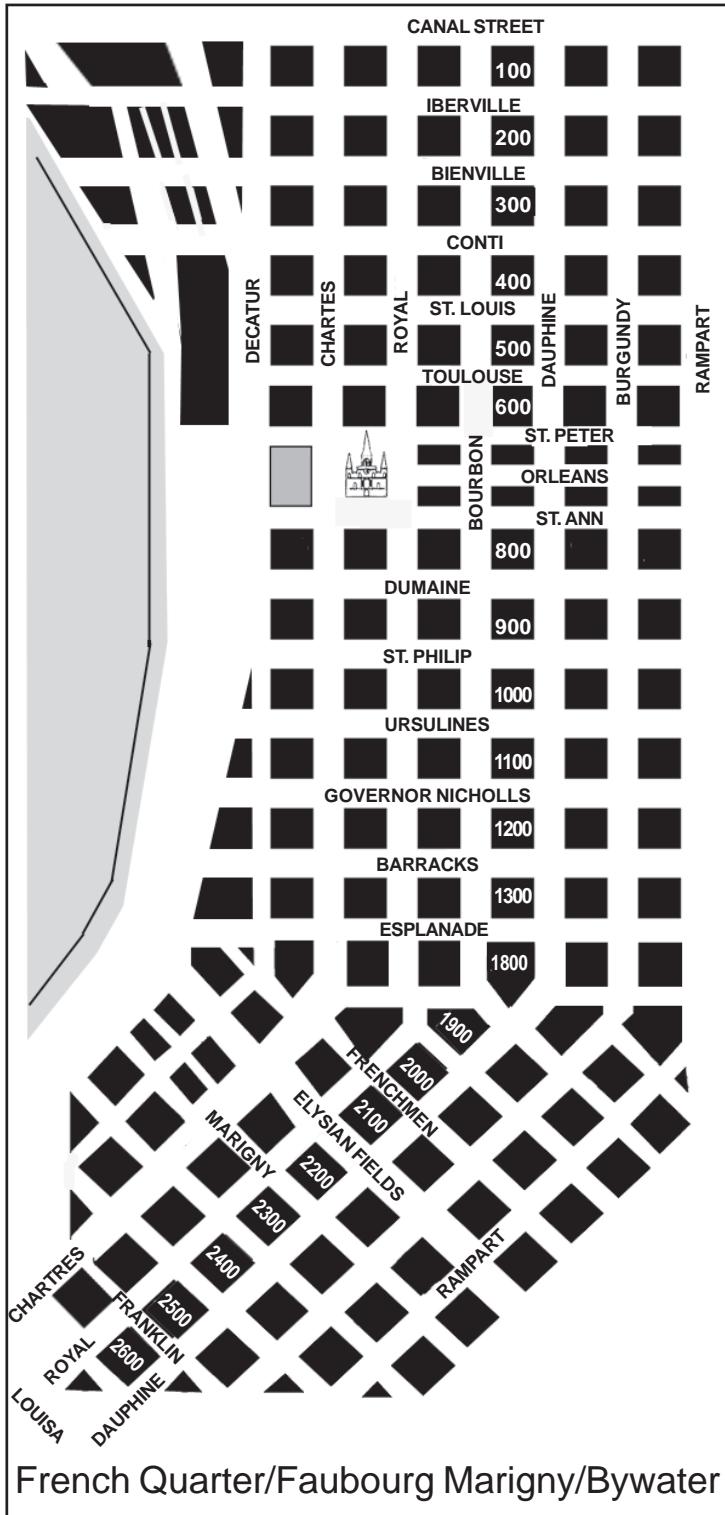 CANAL STREET
100
IBERVILLE
200
BIENVILLE
300
CONTI
400
DECATUR
CHARTES
ROYAL
ST. LOUIS
DAUPHINE
BURGUNDY
RAMPART
500
TOULOUSE
600
ST. PETER
BOURBON
ORLEANS
ST. ANN
800
DUMAINE
900
ST. PHILIP
1000
URSULINES
1100
GOVERNOR NICHOLLS
1200
BARRACKS
1300
ESPLANADE
1800
1900
FRENCHMEN
2000
ELYSIAN FIELDS
2100
MARIGNY
2200
2300
RAMPART
2400
CHARTRES
FRANKLIN
2500
ROYAL
2600
LOUISA
DAUPHINE
French Quarter/Faubourg Marigny/Bywater